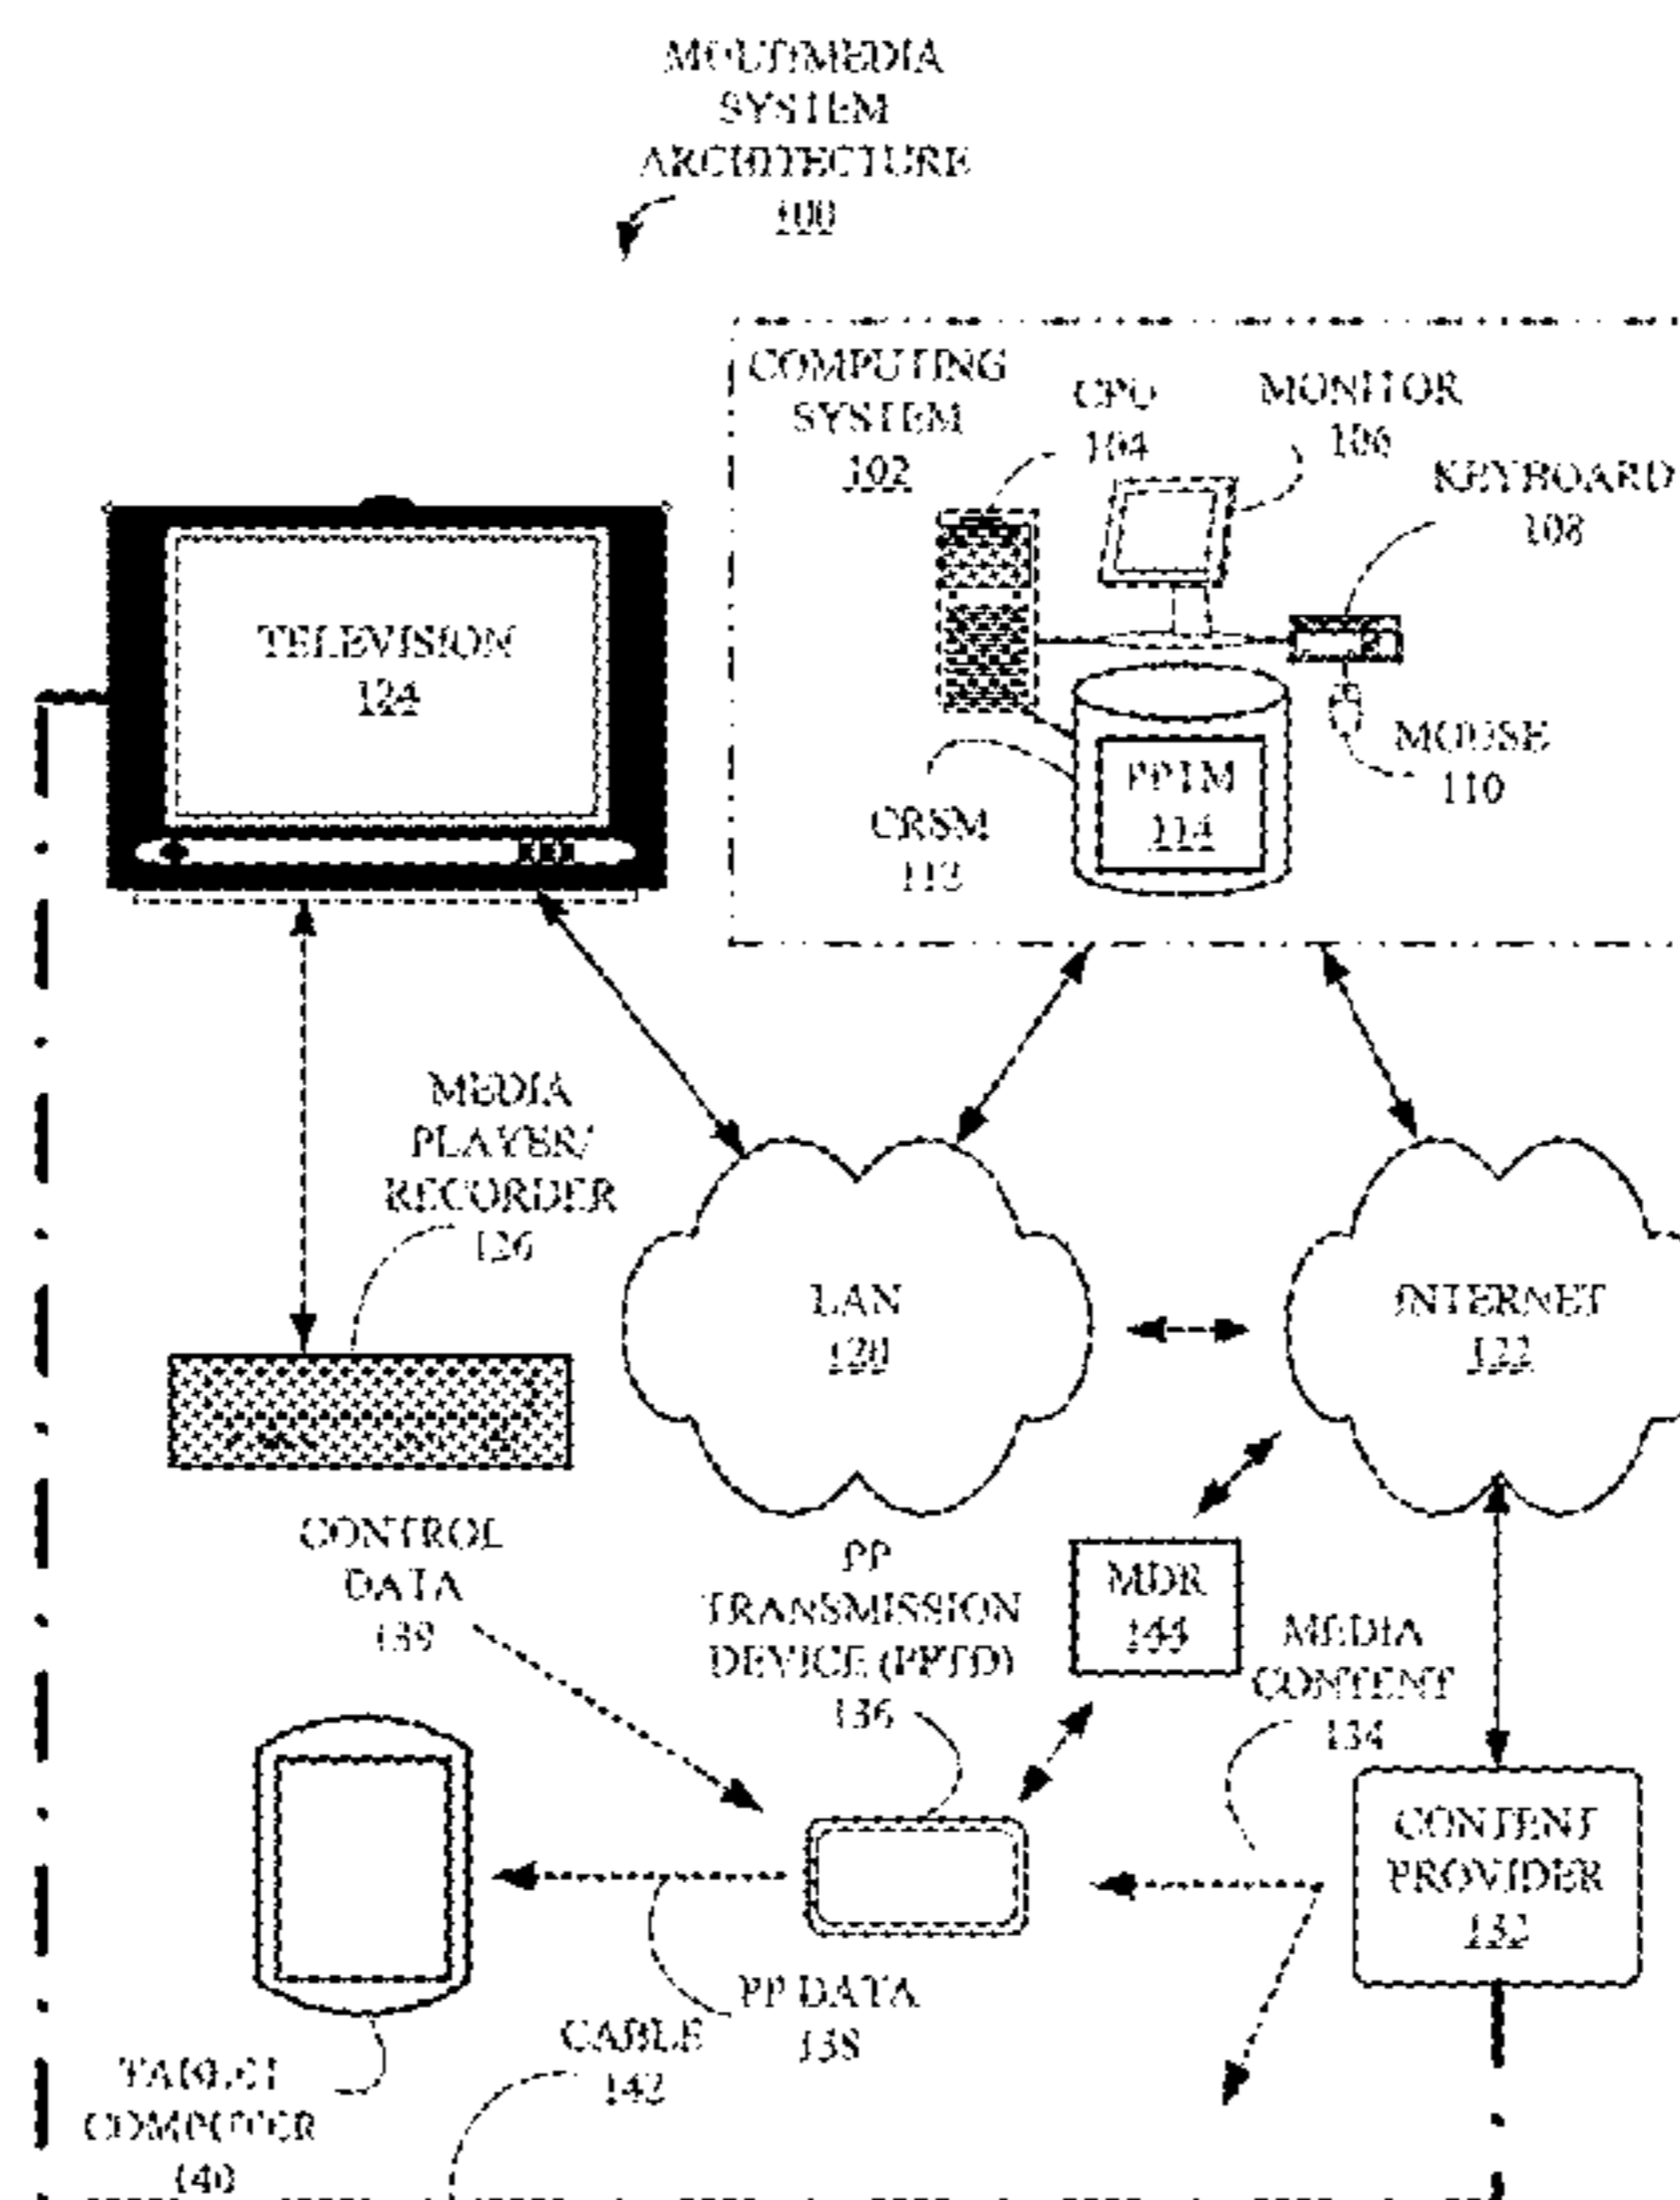 MULTIMEDIA
SYSTEM
ARCHITECTURE
100
COMPUTING
SYSTEM
102
CPU
104
MONITOR
106
KEYBOARD
108
TELEVISION
124
MOUSE
110
PPTM
114
CRSM
112
MEDIA
PLAYER/
RECORDER
126
LAN
120
INTERNET
122
CONTROL
DATA
139
PP
TRANSMISSION
DEVICE (PPTD)
136
MDR
144
MEDIA
CONTENT
134
CONTENT
PROVIDER
132
PP DATA
138
CABLE
142
TABLET
COMPUTER
140